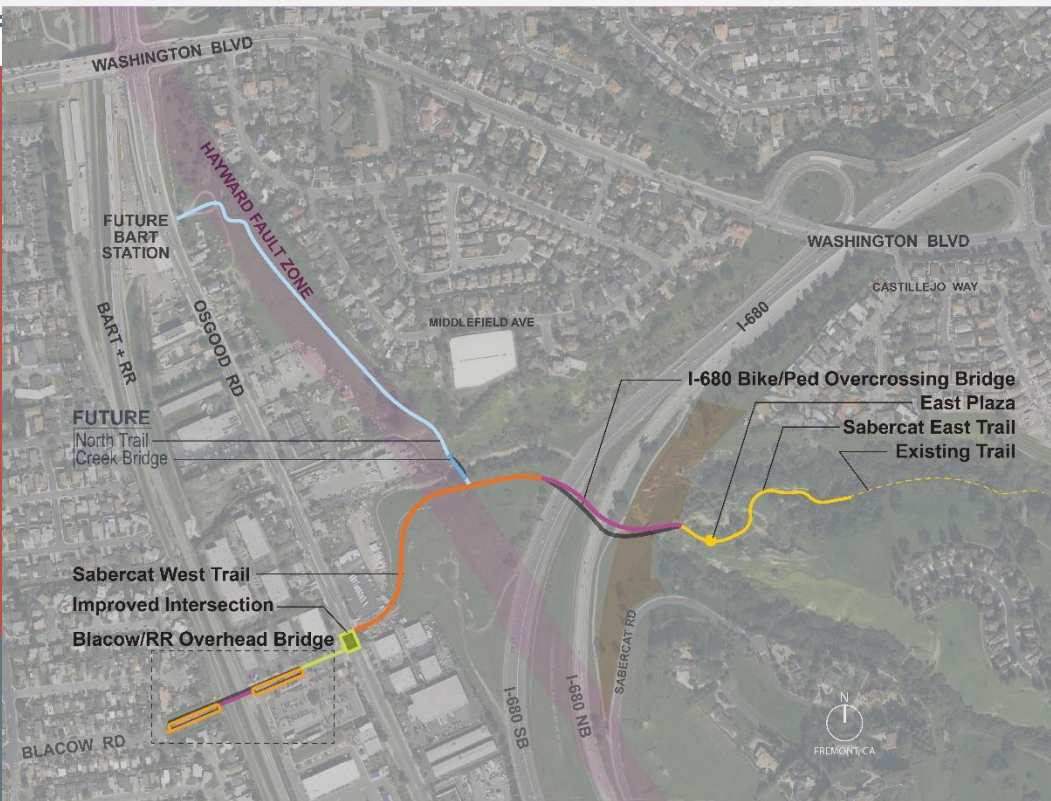 WASHINGTON BLVD
HAYWARD FAULT ZONE
FUTURE
BART
STATION
WASHINGTON BLVD
CASTILLEJO WAY
BART + RR
OSGOOD RD
MIDDLEFIELD AVE
I-680
I-680 Bike/Ped Overcrossing Bridge
East Plaza
Sabercat East Trail
Existing Trail
FUTURE
North Trail
Creek Bridge
Sabercat West Trail
Improved Intersection
Blacow/RR Overhead Bridge
SABERCAT RD
I-680 SB
I-680 NB
BLACOW RD
N
FREMONT, CA